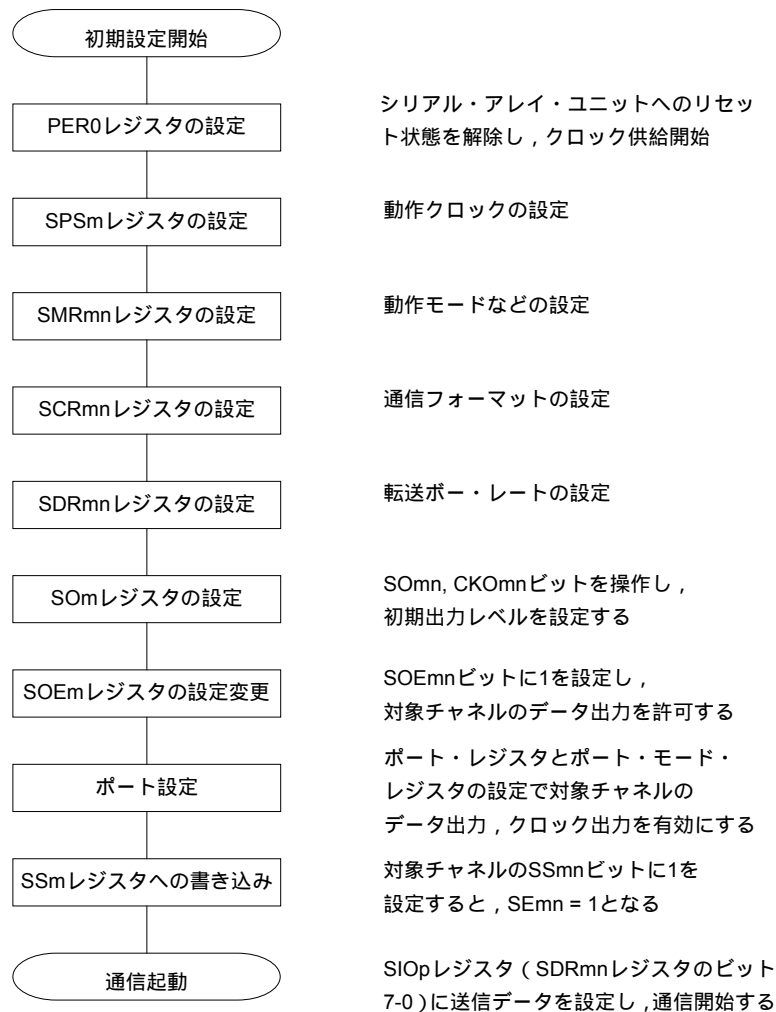 初期設定開始
PER0レジスタの設定
シリアル・アレイ・ユニットへのリセッ
ト状態を解除し，クロック供給開始
SPSmレジスタの設定
動作クロックの設定
SMRmnレジスタの設定
動作モードなどの設定
SCRmnレジスタの設定
通信フォーマットの設定
SDRmnレジスタの設定
転送ボー・レートの設定
SOmレジスタの設定
SOmn, CKOmnビットを操作し，
初期出力レベルを設定する
SOEmレジスタの設定変更
SOEmnビットに1を設定し，
対象チャネルのデータ出力を許可する
ポート設定
ポート・レジスタとポート・モード・
レジスタの設定で対象チャネルの
データ出力，クロック出力を有効にする
SSmレジスタへの書き込み
対象チャネルのSSmnビットに1を
設定すると，SEmn = 1となる
通信起動
SIOpレジスタ（SDRmnレジスタのビット
7-0）に送信データを設定し，通信開始する